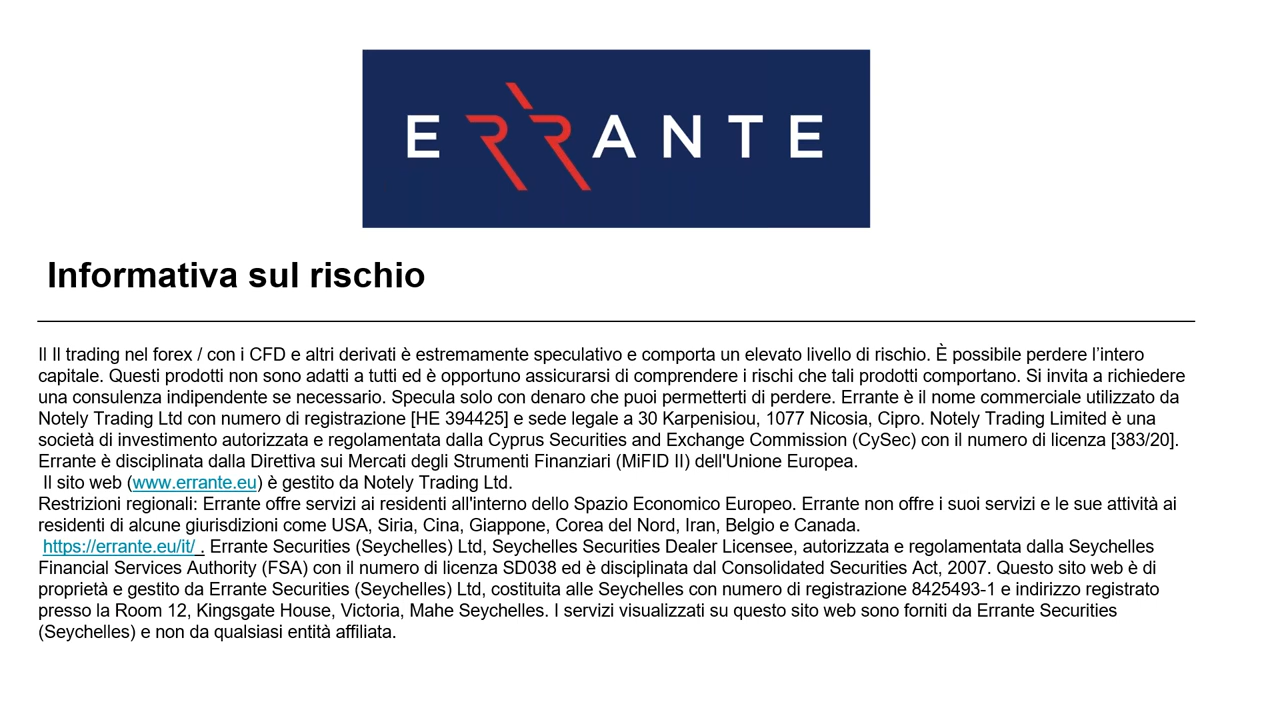 ERRANTE
Informativa sul rischio
Il Il trading nel forex / con i CFD e altri derivati è estremamente speculativo e comporta un elevato livello di rischio. È possibile perdere l’intero
capitale. Questi prodotti non sono adatti a tutti ed è opportuno assicurarsi di comprendere i rischi che tali prodotti comportano. Si invita a richiedere
una consulenza indipendente se necessario. Specula solo con denaro che puoi permetterti di perdere. Errante è il nome commerciale utilizzato da
Notely Trading Ltd con numero di registrazione [HE 394425] e sede legale a 30 Karpenisiou, 1077 Nicosia, Cipro. Notely Trading Limited è una
società di investimento autorizzata e regolamentata dalla Cyprus Securities and Exchange Commission (CySec) con il numero di licenza [383/20].
Errante è disciplinata dalla Direttiva sui Mercati degli Strumenti Finanziari (MiFID II) dell'Unione Europea.
Il sito web (www.errante.eu) è gestito da Notely Trading Ltd.
Restrizioni regionali: Errante offre servizi ai residenti all'interno dello Spazio Economico Europeo. Errante non offre i suoi servizi e le sue attività ai
residenti di alcune giurisdizioni come USA, Siria, Cina, Giappone, Corea del Nord, Iran, Belgio e Canada.
https://errante.eu/it/ . Errante Securities (Seychelles) Ltd, Seychelles Securities Dealer Licensee, autorizzata e regolamentata dalla Seychelles
Financial Services Authority (FSA) con il numero di licenza SD038 ed è disciplinata dal Consolidated Securities Act, 2007. Questo sito web è di
proprietà e gestito da Errante Securities (Seychelles) Ltd, costituita alle Seychelles con numero di registrazione 8425493-1 e indirizzo registrato
presso la Room 12, Kingsgate House, Victoria, Mahe Seychelles. I servizi visualizzati su questo sito web sono forniti da Errante Securities
(Seychelles) e non da qualsiasi entità affiliata.